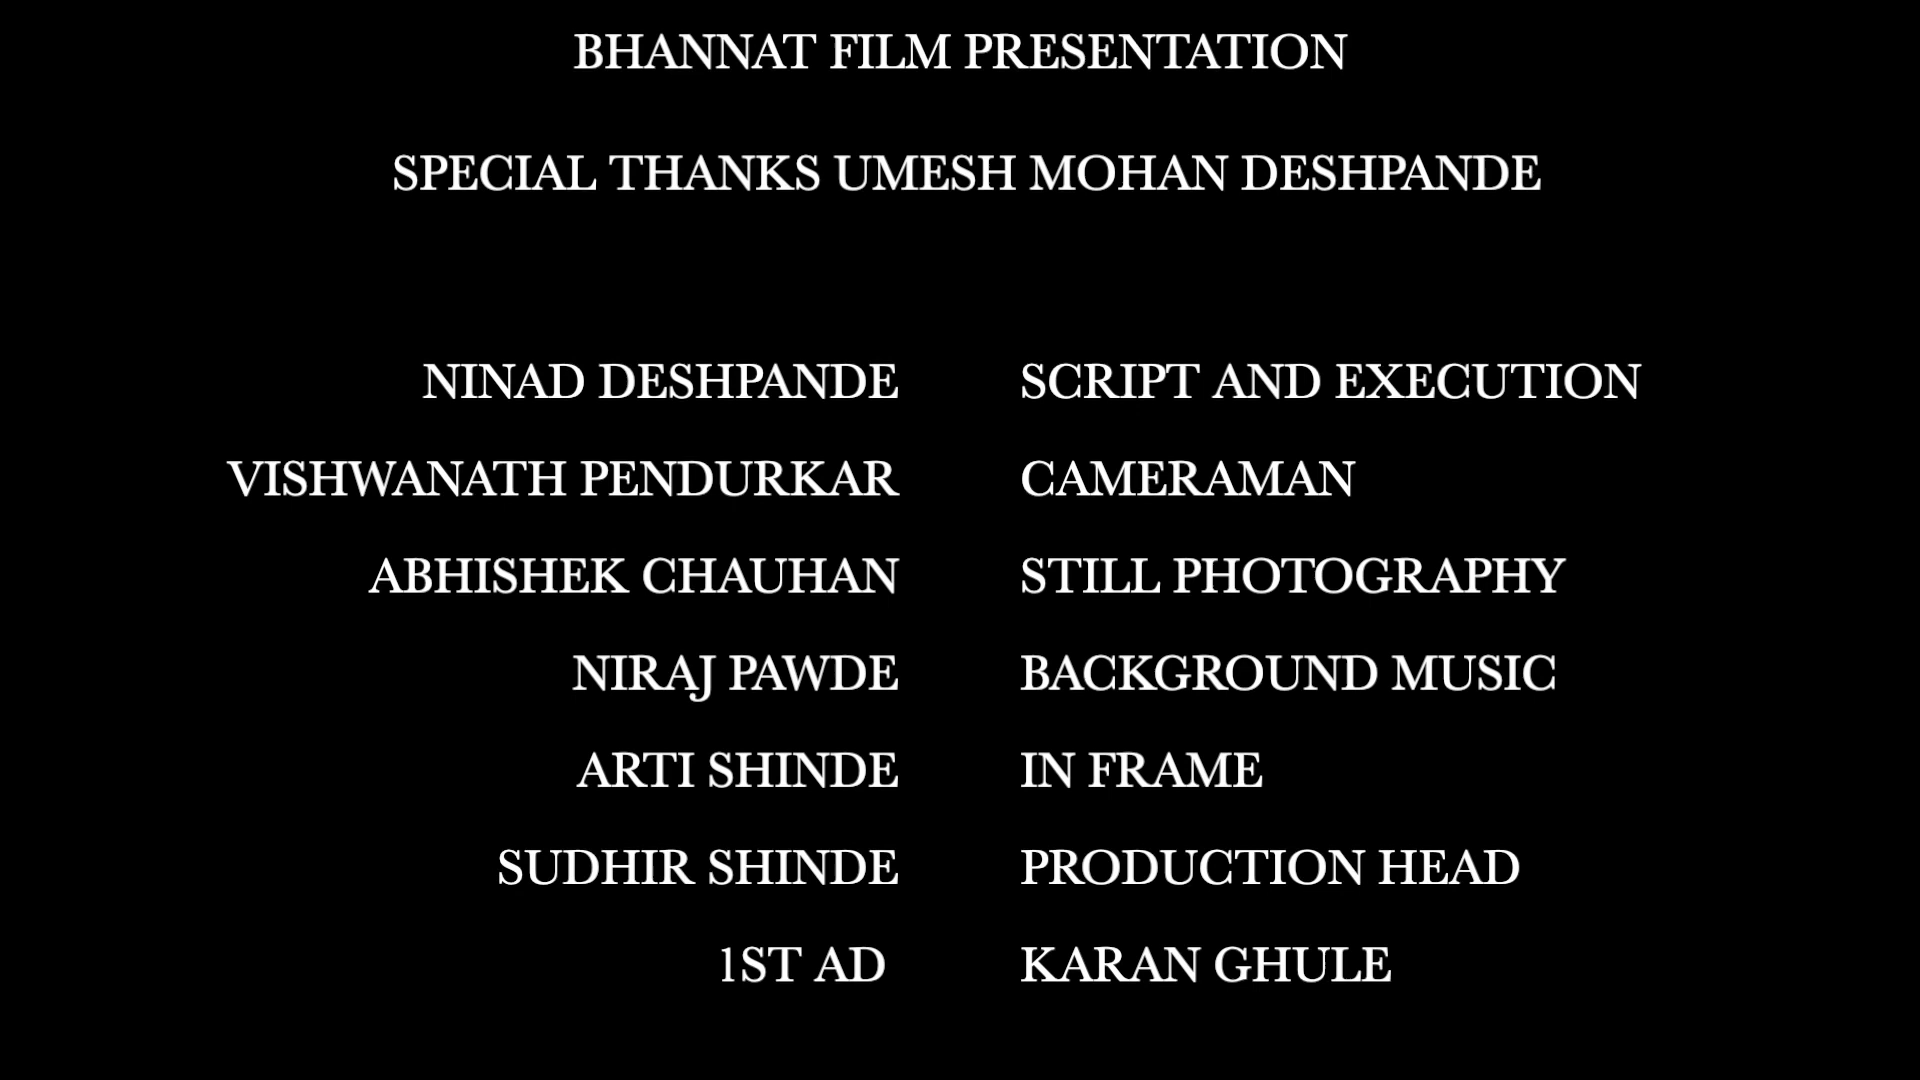 BHANNAT FILM PRESENTATION
SPECIAL THANKS UMESH MOHAN DESHPANDE
NINAD DESHPANDE SCRIPT AND EXECUTION
VISHWANATH PENDURKAR CAMERAMAN
ABHISHEK CHAUHAN STILL PHOTOGRAPHY
NIRAJ PAWDE BACKGROUND MUSIC
ARTI SHINDE IN FRAME
SUDHIR SHINDE PRODUCTION HEAD
1ST AD KARAN GHULE